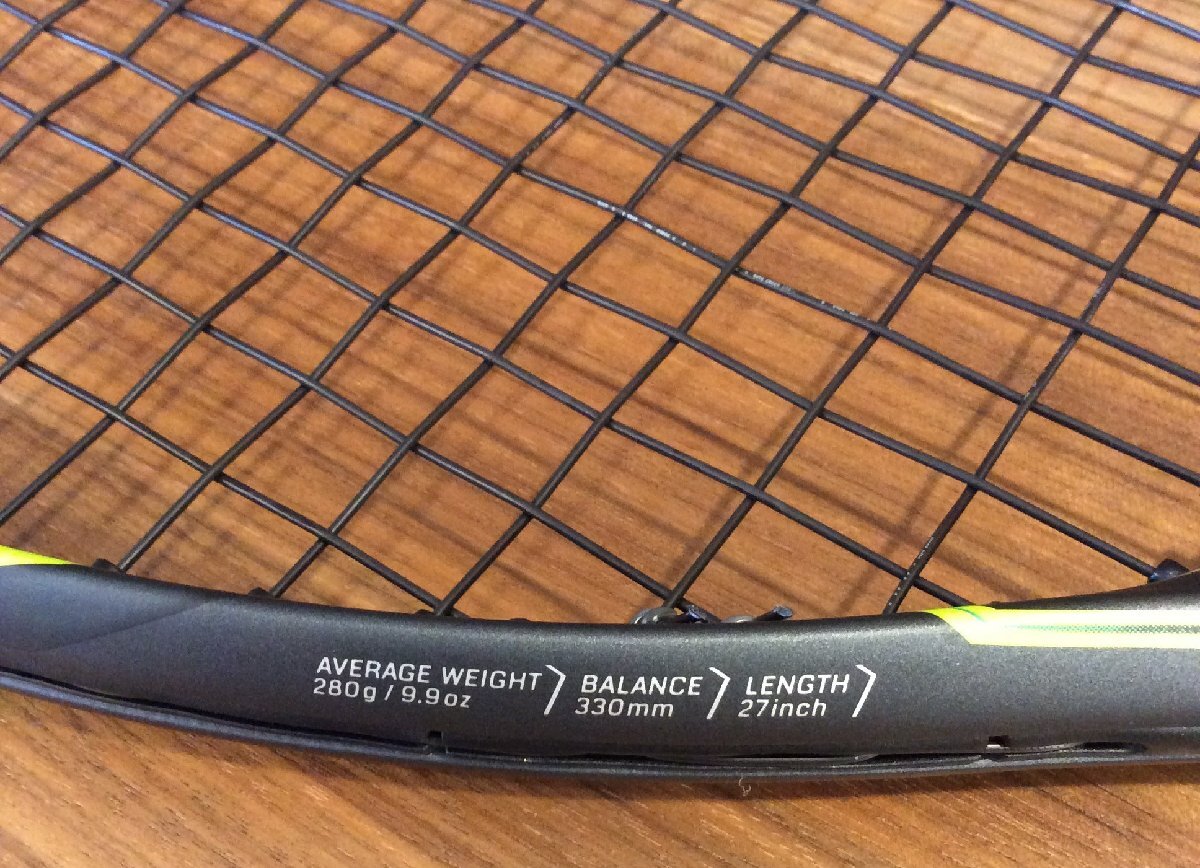 AVERAGE WEIGHT
280g / 9.9oz
BALANCE
330mm
LENGTH
27inch